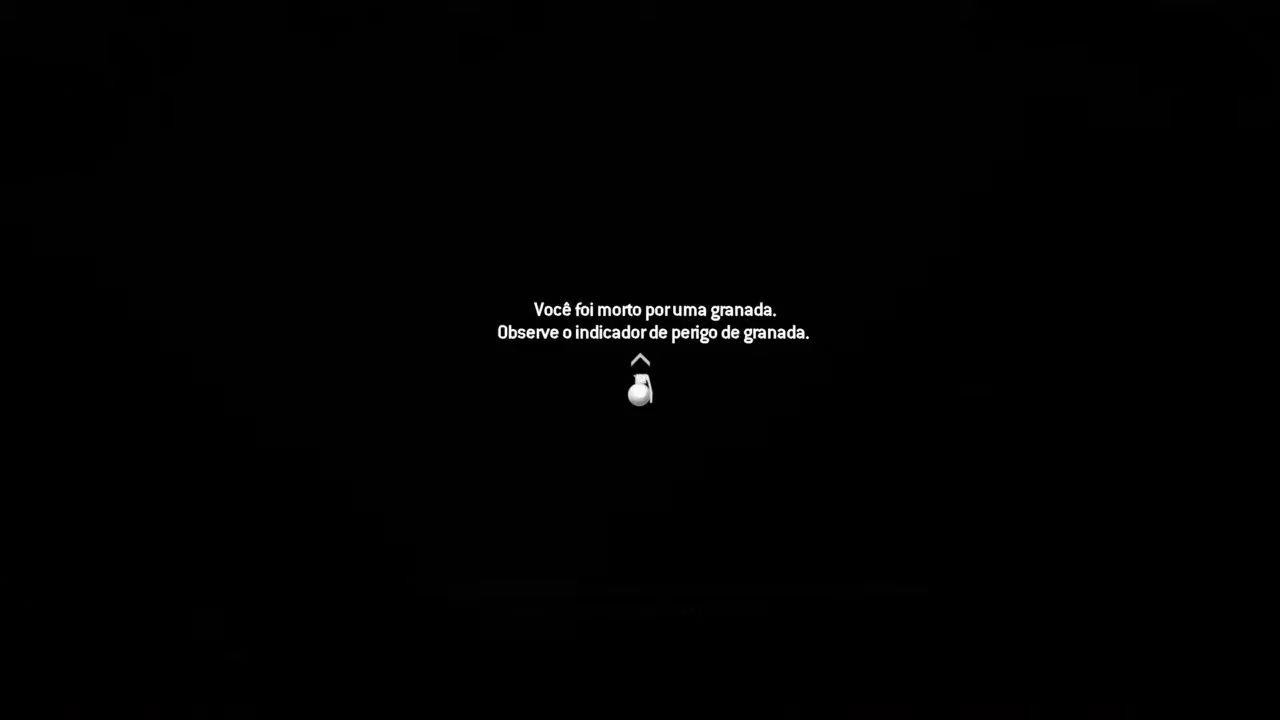 Você foi morto por uma granada.
Observe o indicador de perigo de granada.